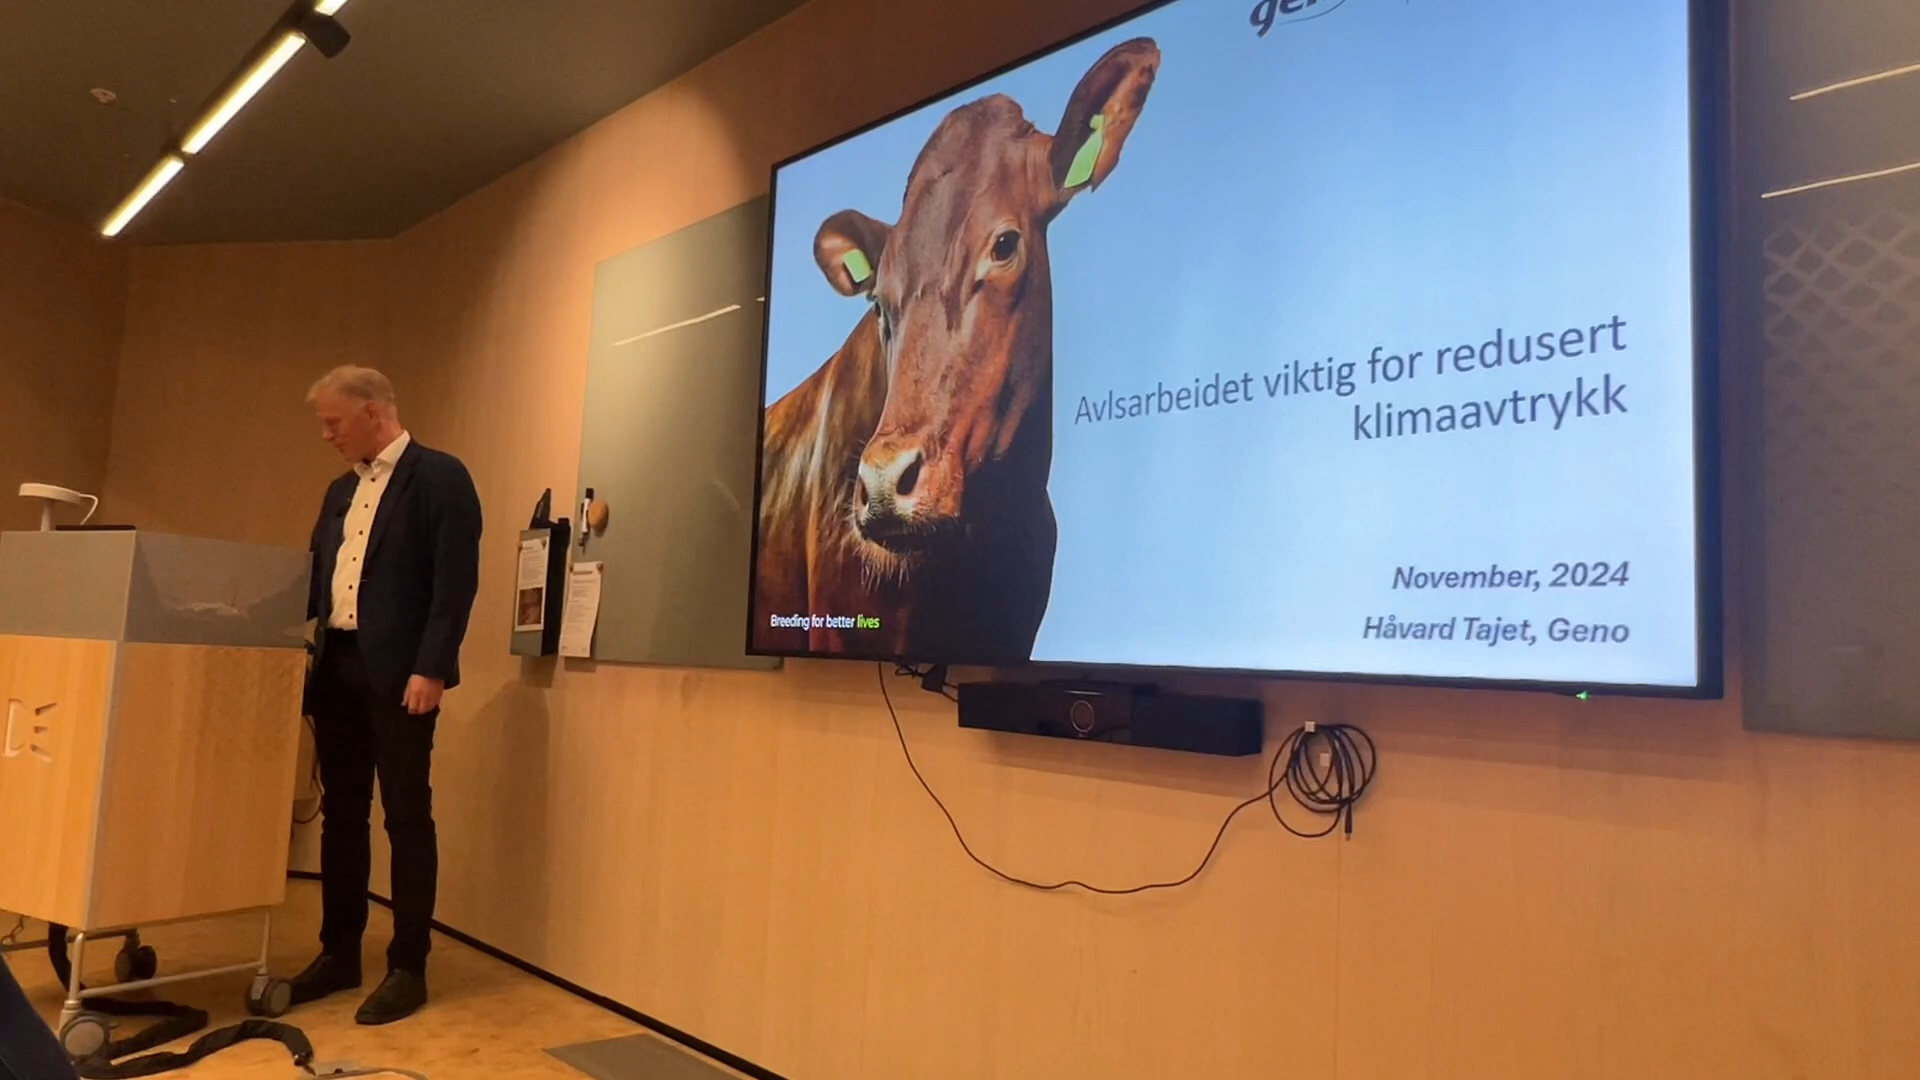 Avlsarbeidet viktig for redusert
klimaavtrykk
November, 2024
Håvard Tajet, Geno
Breeding for better lives